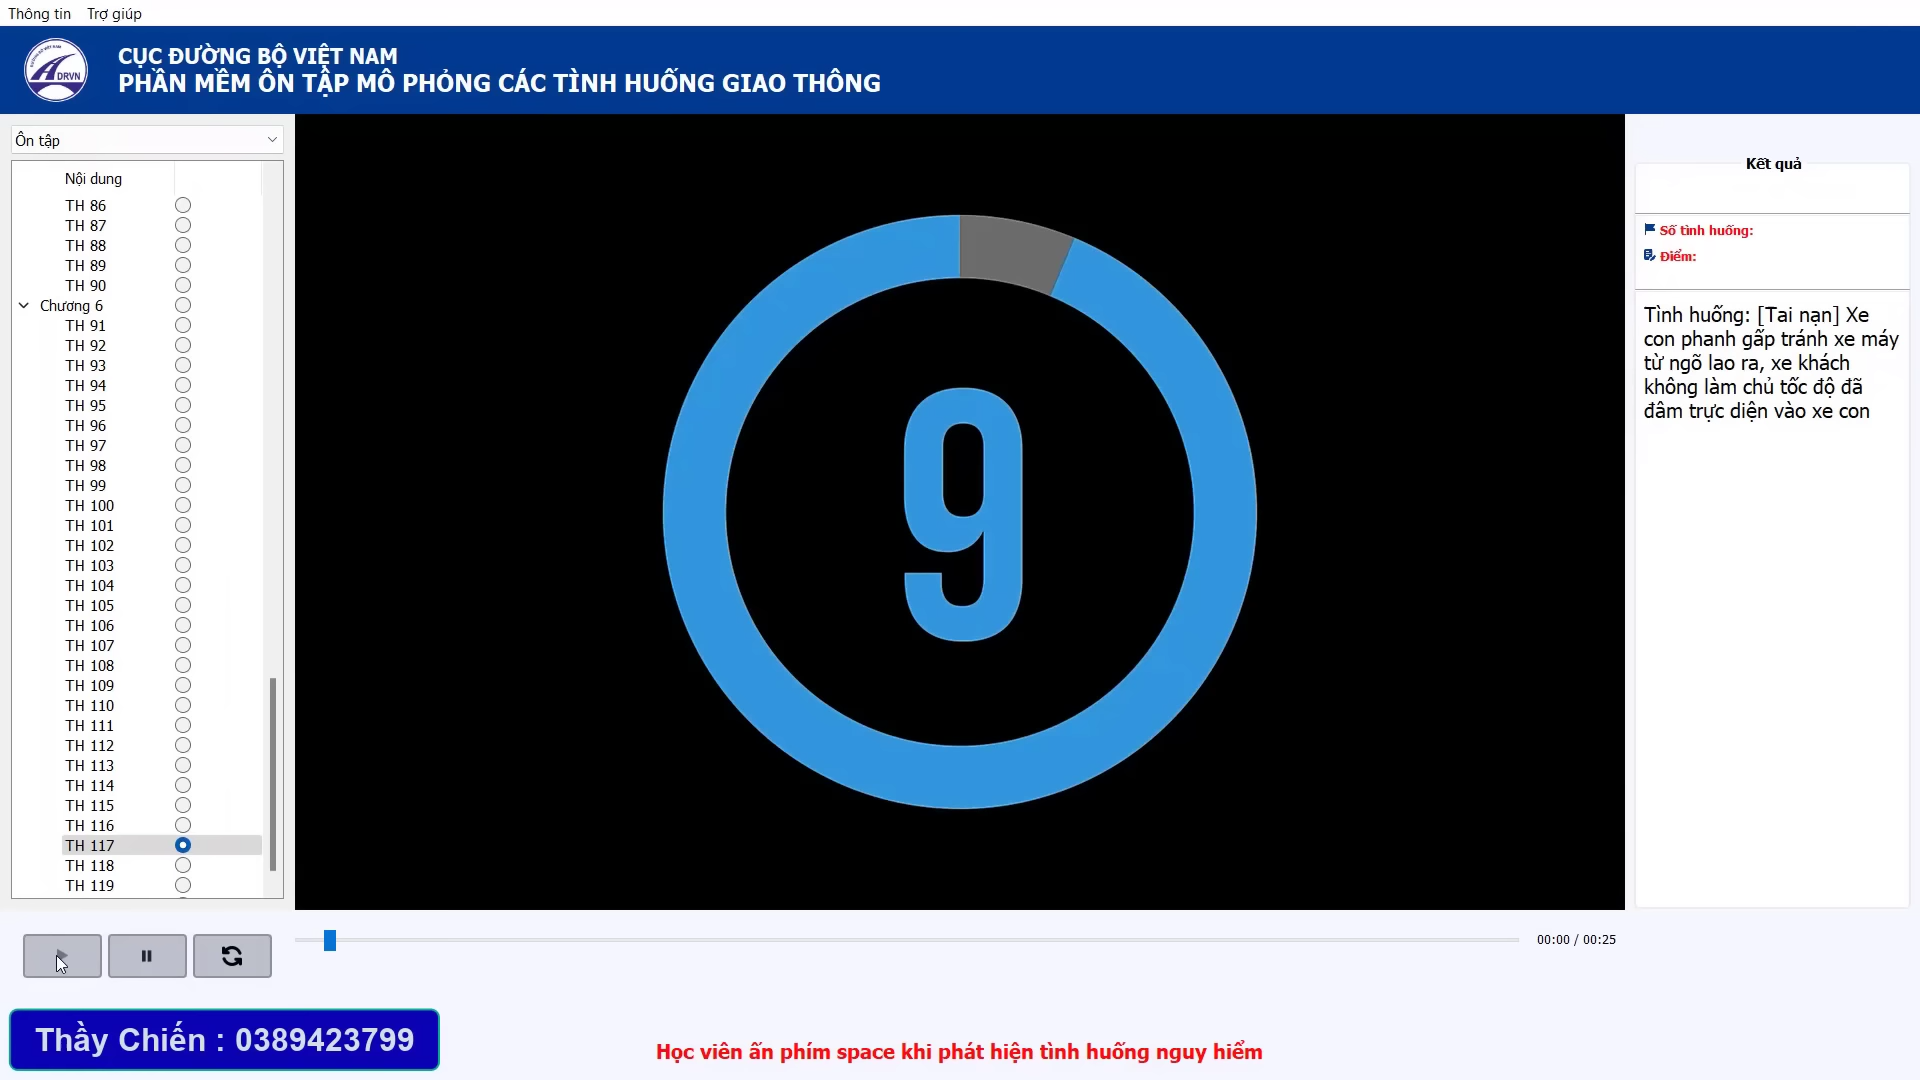 Thông tin Trợ giúp
CỤC ĐƯỜNG BỘ VIỆT NAM
PHẦN MỀM ÔN TẬP MÔ PHỎNG CÁC TÌNH HUỐNG GIAO THÔNG
DRVN
Ôn tập
Nội dung
TH 86
TH 87
TH 88
TH 89
TH 90
Chương 6
TH 91
TH 92
TH 93
TH 94
TH 95
TH 96
TH 97
TH 98
TH 99
TH 100
TH 101
TH 102
TH 103
TH 104
TH 105
TH 106
TH 107
TH 108
TH 109
TH 110
TH 111
TH 112
TH 113
TH 114
TH 115
TH 116
TH 117
TH 118
TH 119
9
Kết quả
Số tình huống:
Điểm:
Tình huống: [Tai nạn] Xe
con phanh gấp tránh xe máy
từ ngõ lao ra, xe khách
không làm chủ tốc độ đã
đâm trực diện vào xe con
00:00 / 00:25
Thầy Chiến : 0389423799
Học viên ấn phím space khi phát hiện tình huống nguy hiểm